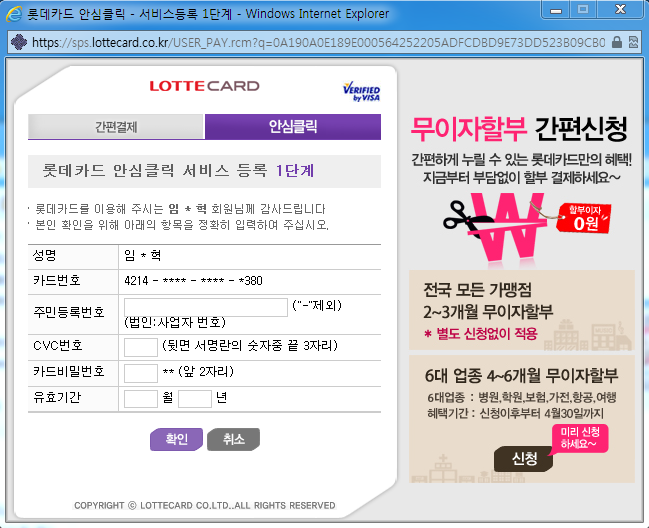 롯데카드 안심클릭 - 서비스등록 1단계 - Windows Internet Explorer
https://sps.lottecard.co.kr/USER_PAY.rcm?q=0A190A0E189E000564252205ADFCDBD9E73DD523B09CB0
LOTTECARD
VERIFIED
by VISA
간편결제
안심클릭
롯데카드 안심클릭 서비스 등록 1단계
· 롯데카드를 이용해 주시는 임 * 혁 회원님께 감사드립니다
· 본인 확인을 위해 아래의 항목을 정확히 입력하여 주십시오.
성명 임 * 혁
카드번호 4214 - **** - **** - *380
주민등록번호 ("-"제외)
(법인:사업자 번호)
CVC번호 (뒷면 서명란의 숫자중 끝 3자리)
카드비밀번호 ** (앞 2자리)
유효기간 월 년
확인 취소
COPYRIGHT ⓒ LOTTECARD CO.LTD..ALL RIGHTS RESERVED
무이자할부 간편신청
간편하게 누릴 수 있는 롯데카드만의 혜택!
지금부터 부담없이 할부 결제하세요~
₩
할부이자
0원
전국 모든 가맹점
2~3개월 무이자할부
* 별도 신청없이 적용
6대 업종 4~6개월 무이자할부
6대업종 : 병원,학원,보험,가전,항공,여행
혜택기간 : 신청이후부터 4월30일까지
미리 신청
하세요~
신청